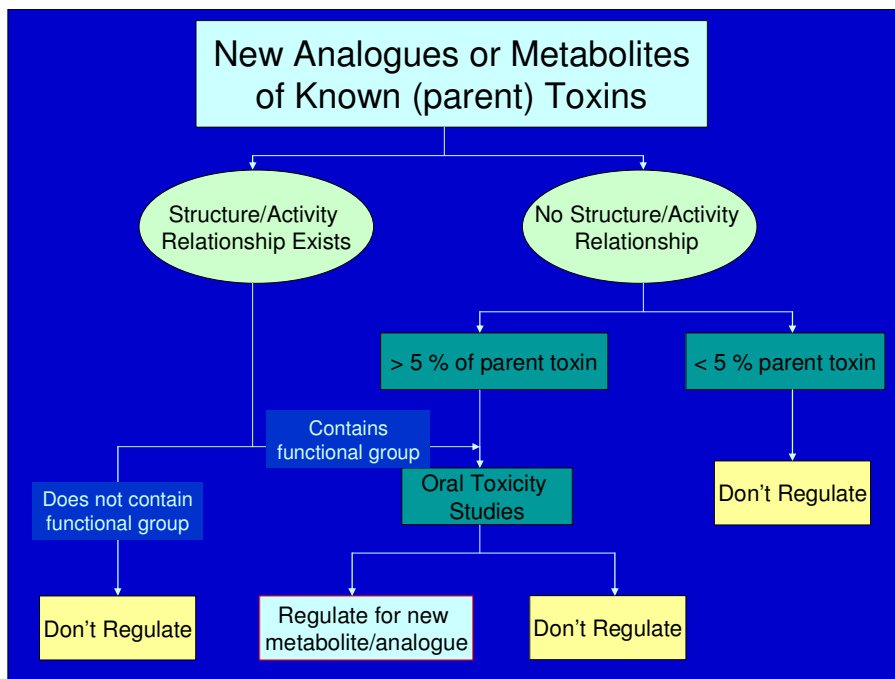 New Analogues or Metabolites
of Known (parent) Toxins
Structure/Activity
Relationship Exists
No Structure/Activity
Relationship
> 5 % of parent toxin
< 5 % parent toxin
Contains
functional group
Does not contain
functional group
Oral Toxicity
Studies
Don't Regulate
Don't Regulate
Regulate for new
metabolite/analogue
Don't Regulate